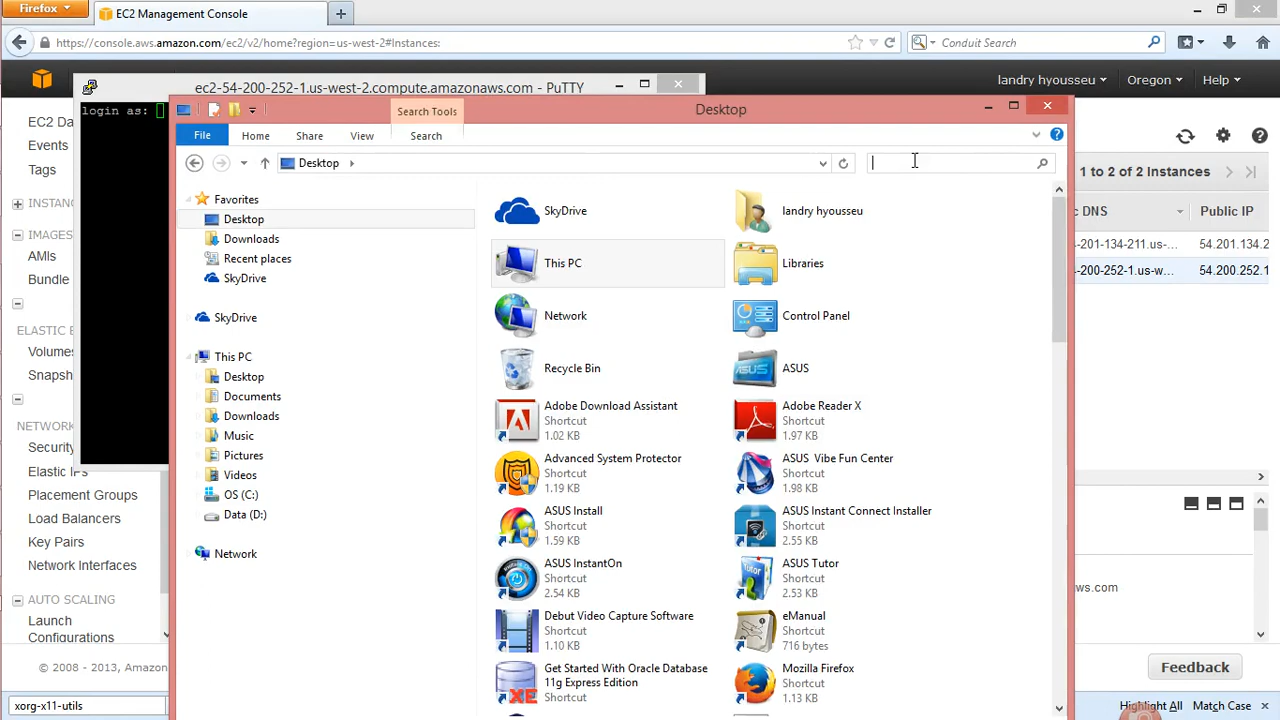 Firefox
EC2 Management Console
https://console.aws.amazon.com/ec2/v2/home?region=us-west-2#Instances:
Conduit Search
landry hyousseu
Oregon
Help
ec2-54-200-252-1.us-west-2.compute.amazonaws.com - PuTTY
login as:
EC2 Da
Events
Tags
INSTANC
IMAGES
AMIs
Bundle
ELASTIC B
Volumes
Snapsh
NETWORK
Security
Elastic IPs
Placement Groups
Load Balancers
Key Pairs
Network Interfaces
AUTO SCALING
Launch
Configurations
© 2008 - 2013, Amazon
xorg-x11-utils
Search Tools
Desktop
File
Home
Share
View
Search
Desktop
Favorites
Desktop
Downloads
Recent places
SkyDrive
SkyDrive
This PC
Desktop
Documents
Downloads
Music
Pictures
Videos
OS (C:)
Data (D:)
Network
SkyDrive
landry hyousseu
This PC
Libraries
Network
Control Panel
Recycle Bin
ASUS
Adobe Download Assistant
Shortcut
1.02 KB
Adobe Reader X
Shortcut
1.97 KB
Advanced System Protector
Shortcut
1.19 KB
ASUS Vibe Fun Center
Shortcut
1.98 KB
ASUS Install
Shortcut
1.59 KB
ASUS Instant Connect Installer
Shortcut
2.55 KB
ASUS InstantOn
Shortcut
2.54 KB
ASUS Tutor
Shortcut
2.53 KB
Debut Video Capture Software
Shortcut
1.10 KB
eManual
Shortcut
716 bytes
Get Started With Oracle Database
11g Express Edition
Shortcut
XE
Mozilla Firefox
Shortcut
1.13 KB
1 to 2 of 2 Instances
DNS
Public IP
-201-134-211.us-...
54.201.134.2
-200-252-1.us-w...
54.200.252.1
ws.com
Feedback
Highlight All
Match Case